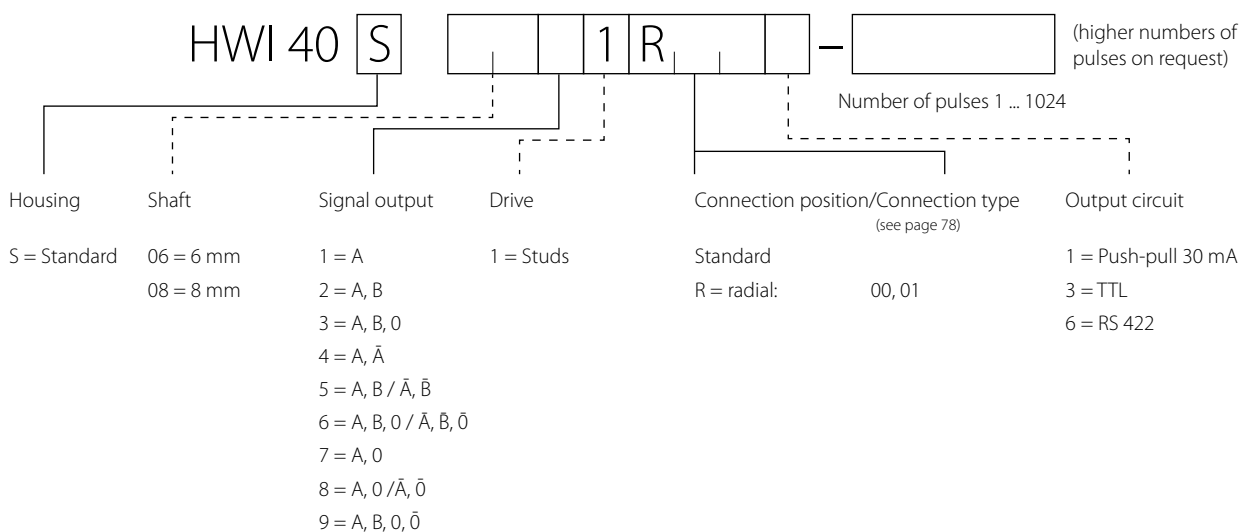 HWI 40 S 1 R –
(higher numbers of
pulses on request)
Number of pulses 1 ... 1024
Housing
S = Standard
Shaft
06 = 6 mm
08 = 8 mm
Signal output
1 = A
2 = A, B
3 = A, B, 0
4 = A, Ā
5 = A, B / Ā, B̄
6 = A, B, 0 / Ā, B̄, 0̄
7 = A, 0
8 = A, 0 /Ā, 0̄
9 = A, B, 0, 0̄
Drive
1 = Studs
Connection position/Connection type
(see page 78)
Standard
R = radial: 00, 01
Output circuit
1 = Push-pull 30 mA
3 = TTL
6 = RS 422